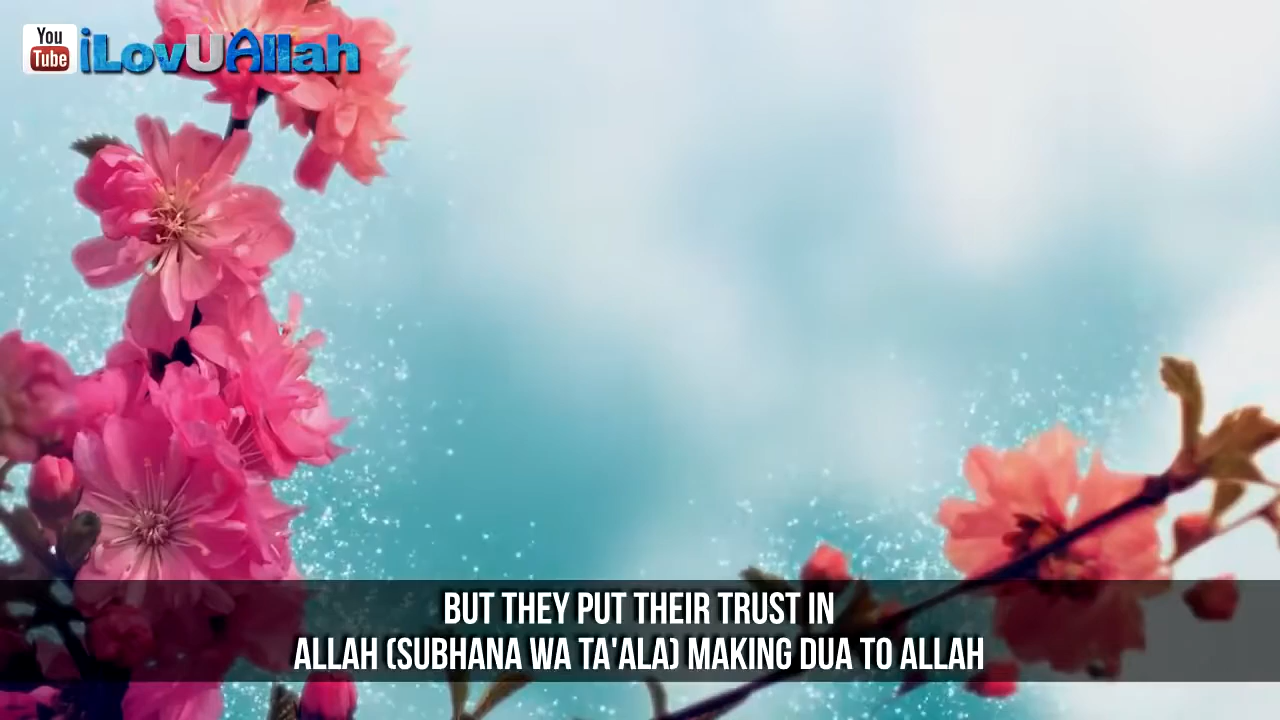 You
Tube
iLovUAllah
BUT THEY PUT THEIR TRUST IN
ALLAH (SUBHANA WA TA'ALA) MAKING DUA TO ALLAH